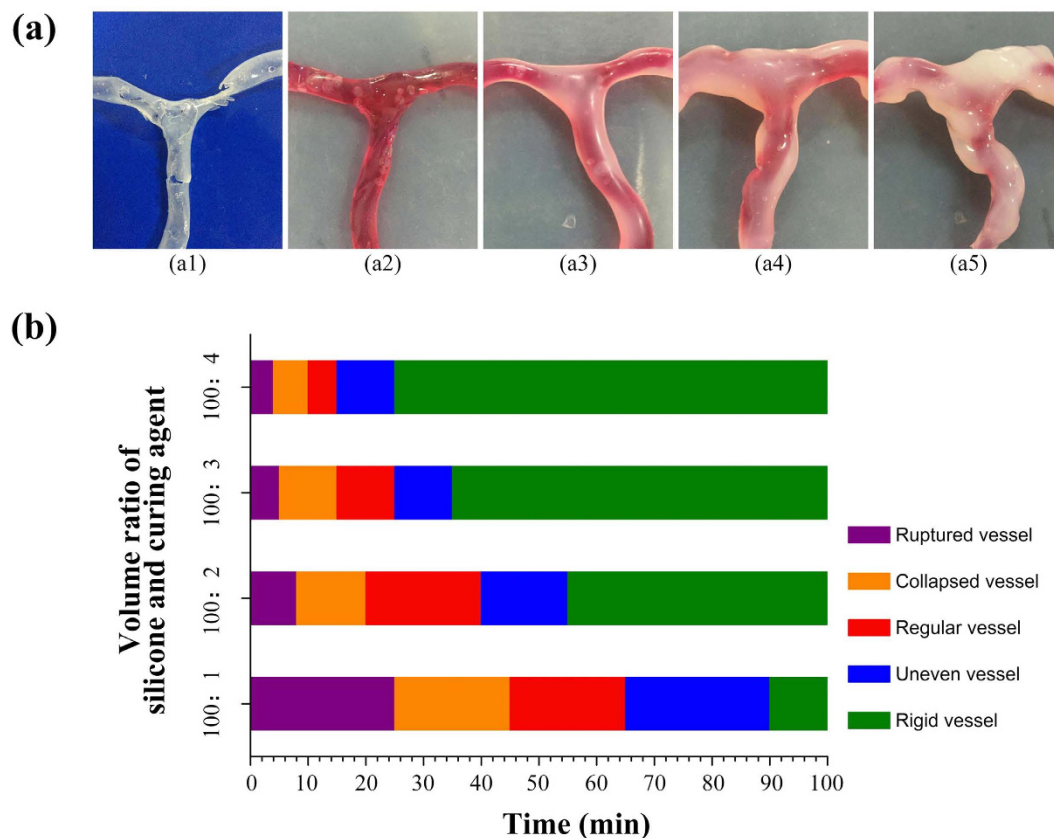 (a)
(a1) (a2) (a3) (a4) (a5)
(b)
Volume ratio of
silicone and curing agent
100: 4
100: 3
100: 2
100: 1
Ruptured vessel
Collapsed vessel
Regular vessel
Uneven vessel
Rigid vessel
0 10 20 30 40 50 60 70 80 90 100
Time (min)